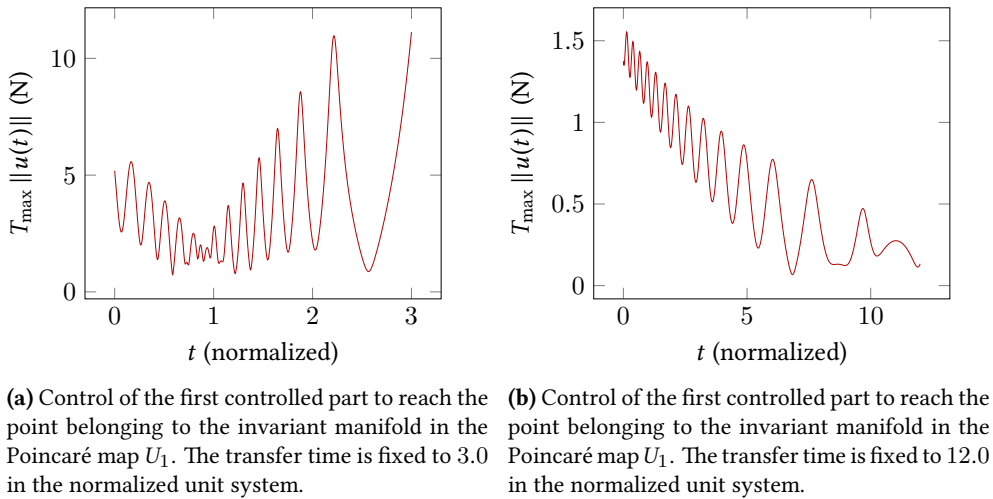 10
5
0
0
1
2
3
T_max ||u(t)|| (N)
t (normalized)
1.5
1
0.5
0
0
5
10
T_max ||u(t)|| (N)
t (normalized)
(a) Control of the first controlled part to reach the
point belonging to the invariant manifold in the
Poincaré map U₁. The transfer time is fixed to 3.0
in the normalized unit system.
(b) Control of the first controlled part to reach the
point belonging to the invariant manifold in the
Poincaré map U₁. The transfer time is fixed to 12.0
in the normalized unit system.